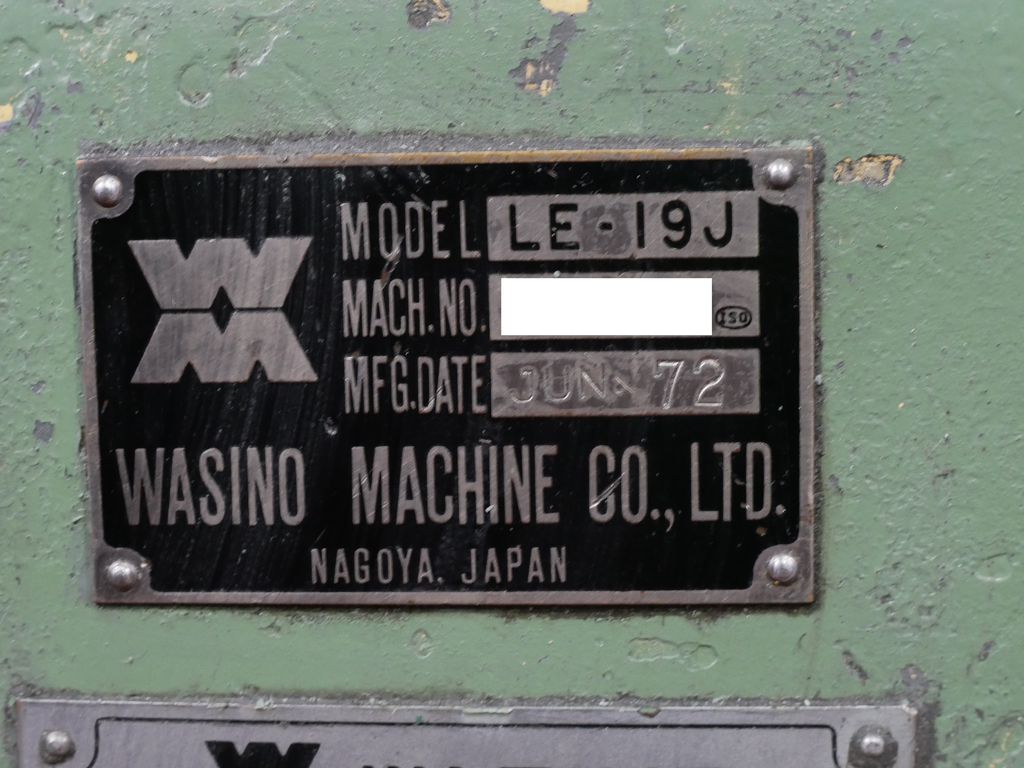 MODEL LE-19J
MACH. NO. ISO
MFG. DATE JUN. 72
WASINO MACHINE CO., LTD.
NAGOYA. JAPAN